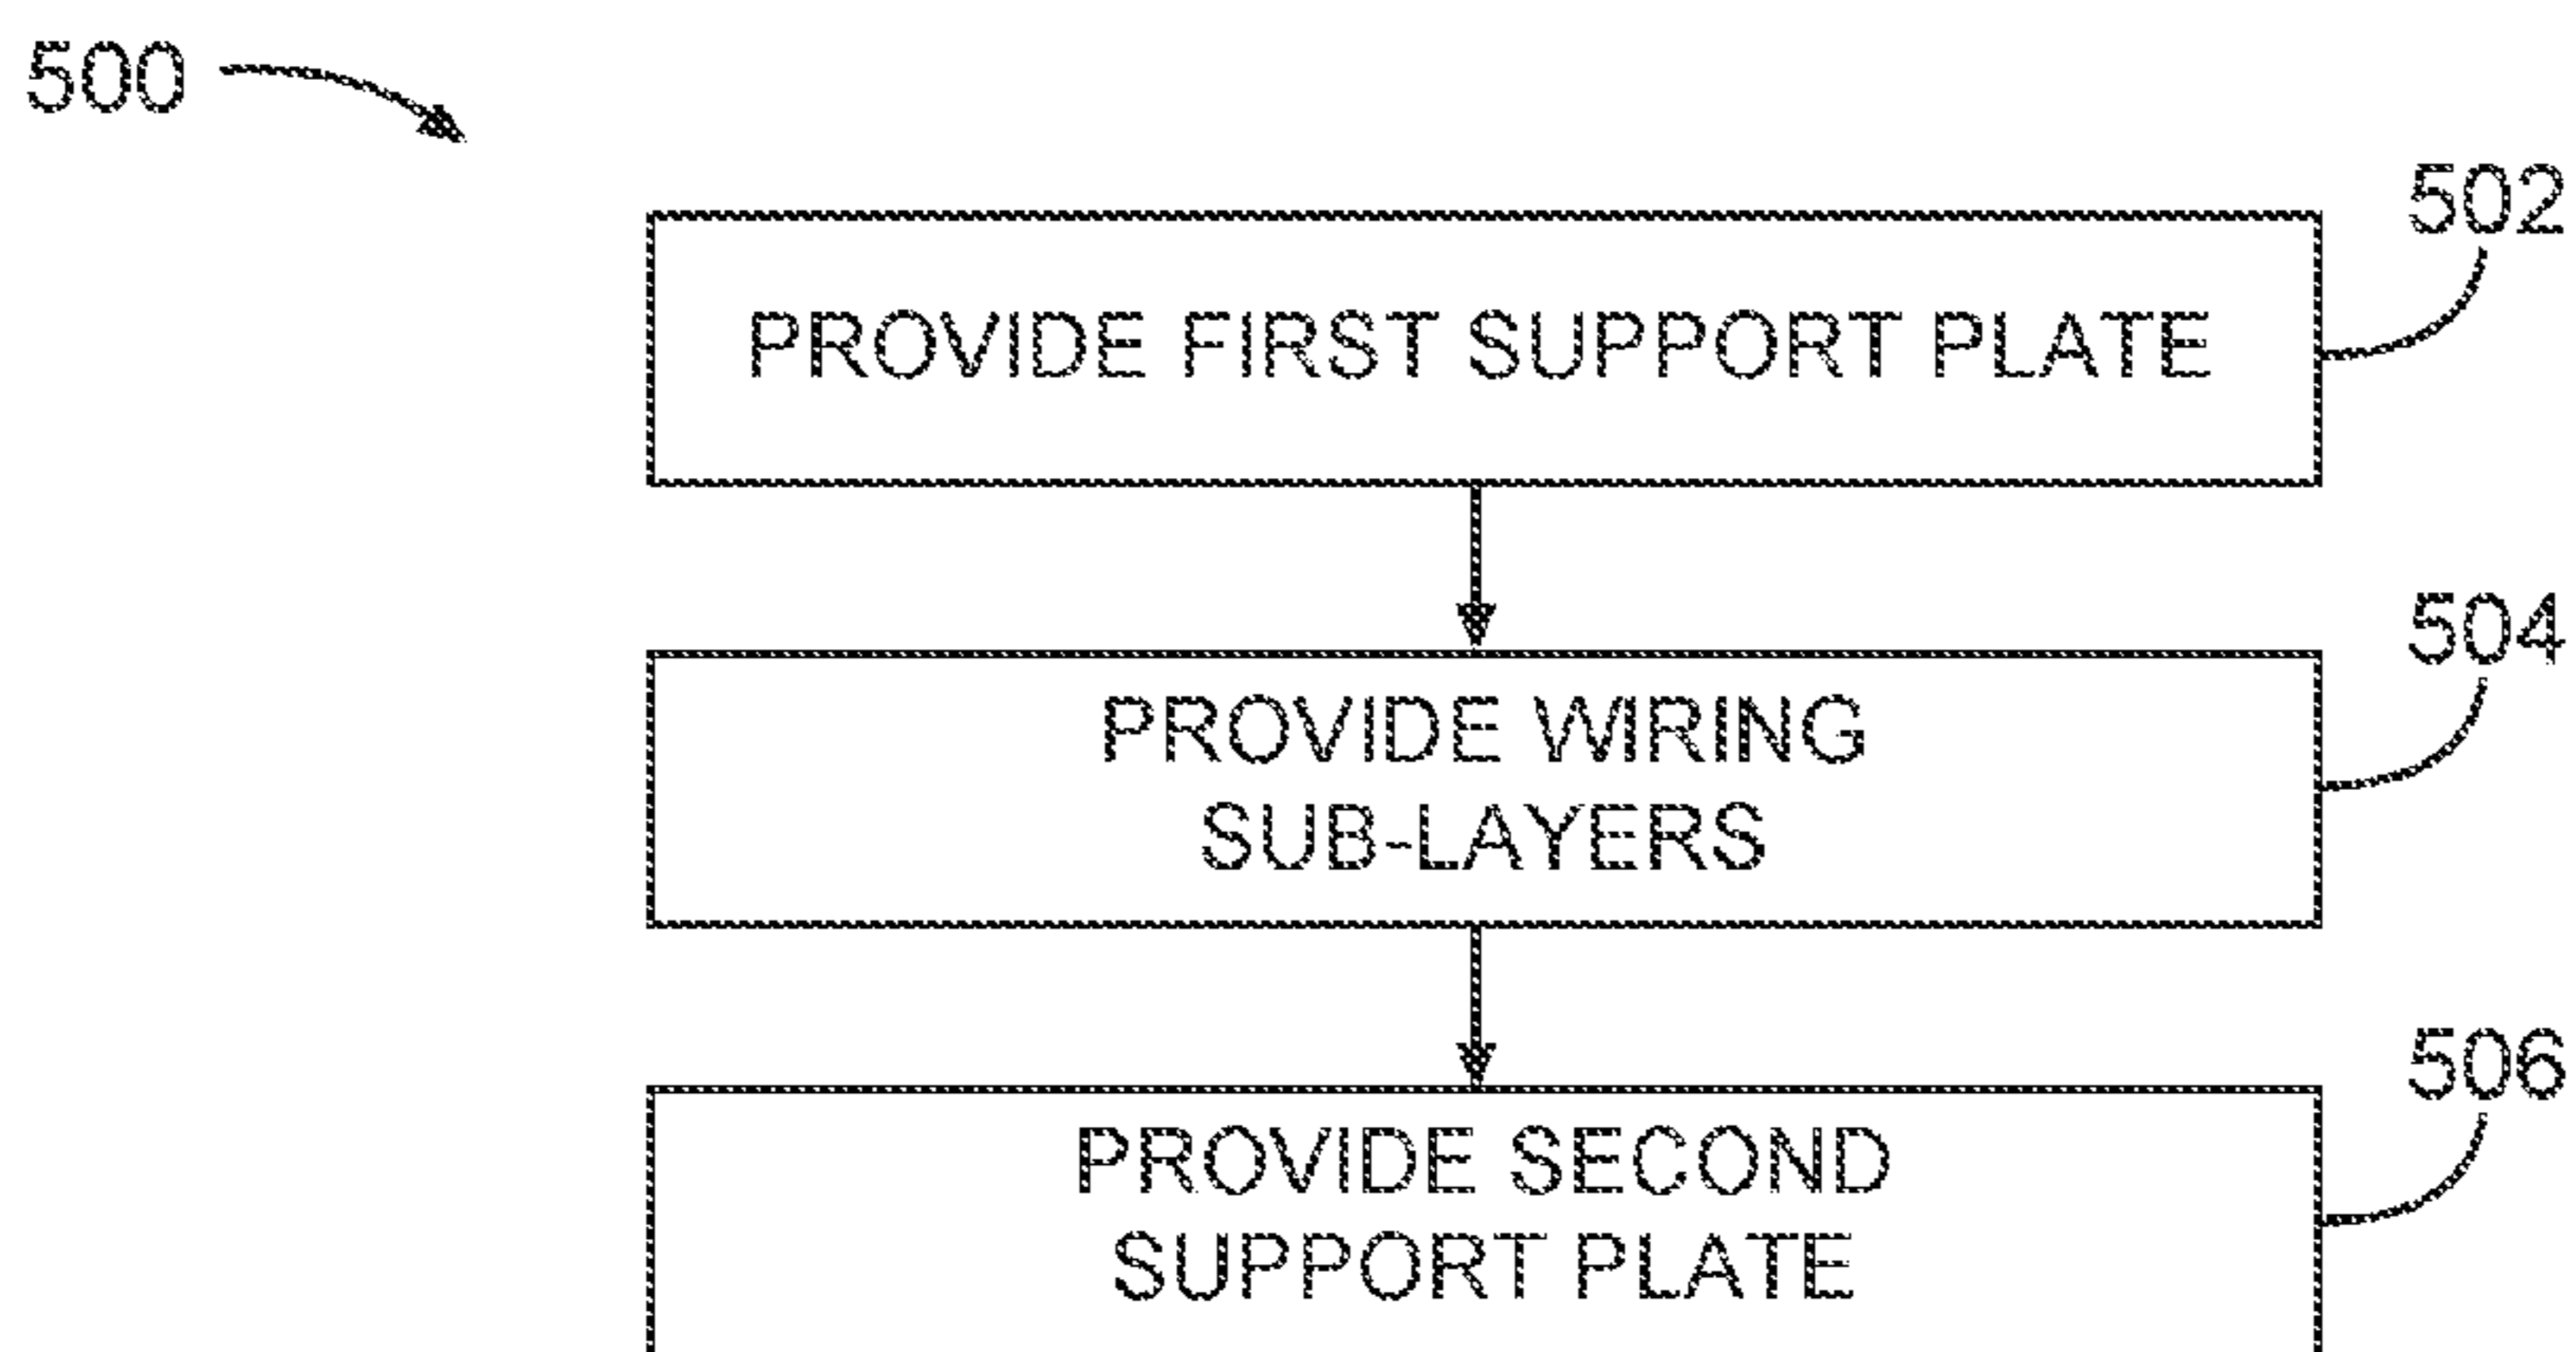 500
502
PROVIDE FIRST SUPPORT PLATE
504
PROVIDE WIRING
SUB-LAYERS
506
PROVIDE SECOND
SUPPORT PLATE